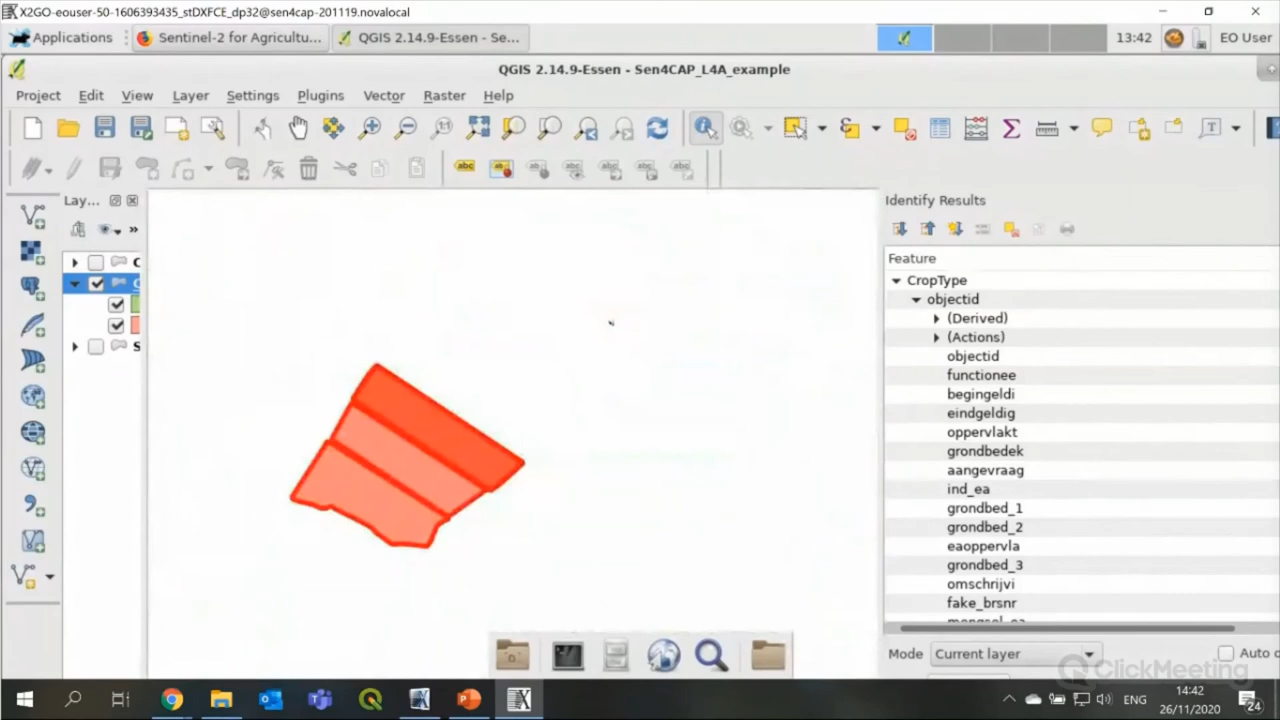 X2GO-eouser-50-1606393435_stDXFCE_dp32@sen4cap-201119.novalocal
Applications
Sentinel-2 for Agricultu...
QGIS 2.14.9-Essen - Se...
13:42
EO User
QGIS 2.14.9-Essen - Sen4CAP_L4A_example
Project Edit View Layer Settings Plugins Vector Raster Help
abc
Lay...
Identify Results
Feature
CropType
objectid
(Derived)
(Actions)
objectid
functionee
begingeldi
eindgeldig
oppervlakt
grondbedek
aangevraag
ind_ea
grondbed_1
grondbed_2
eaoppervla
grondbed_3
omschrijvi
fake_brsnr
mengsel_ea
Mode Current layer Auto
ClickMeeting
ENG
14:42
26/11/2020
24